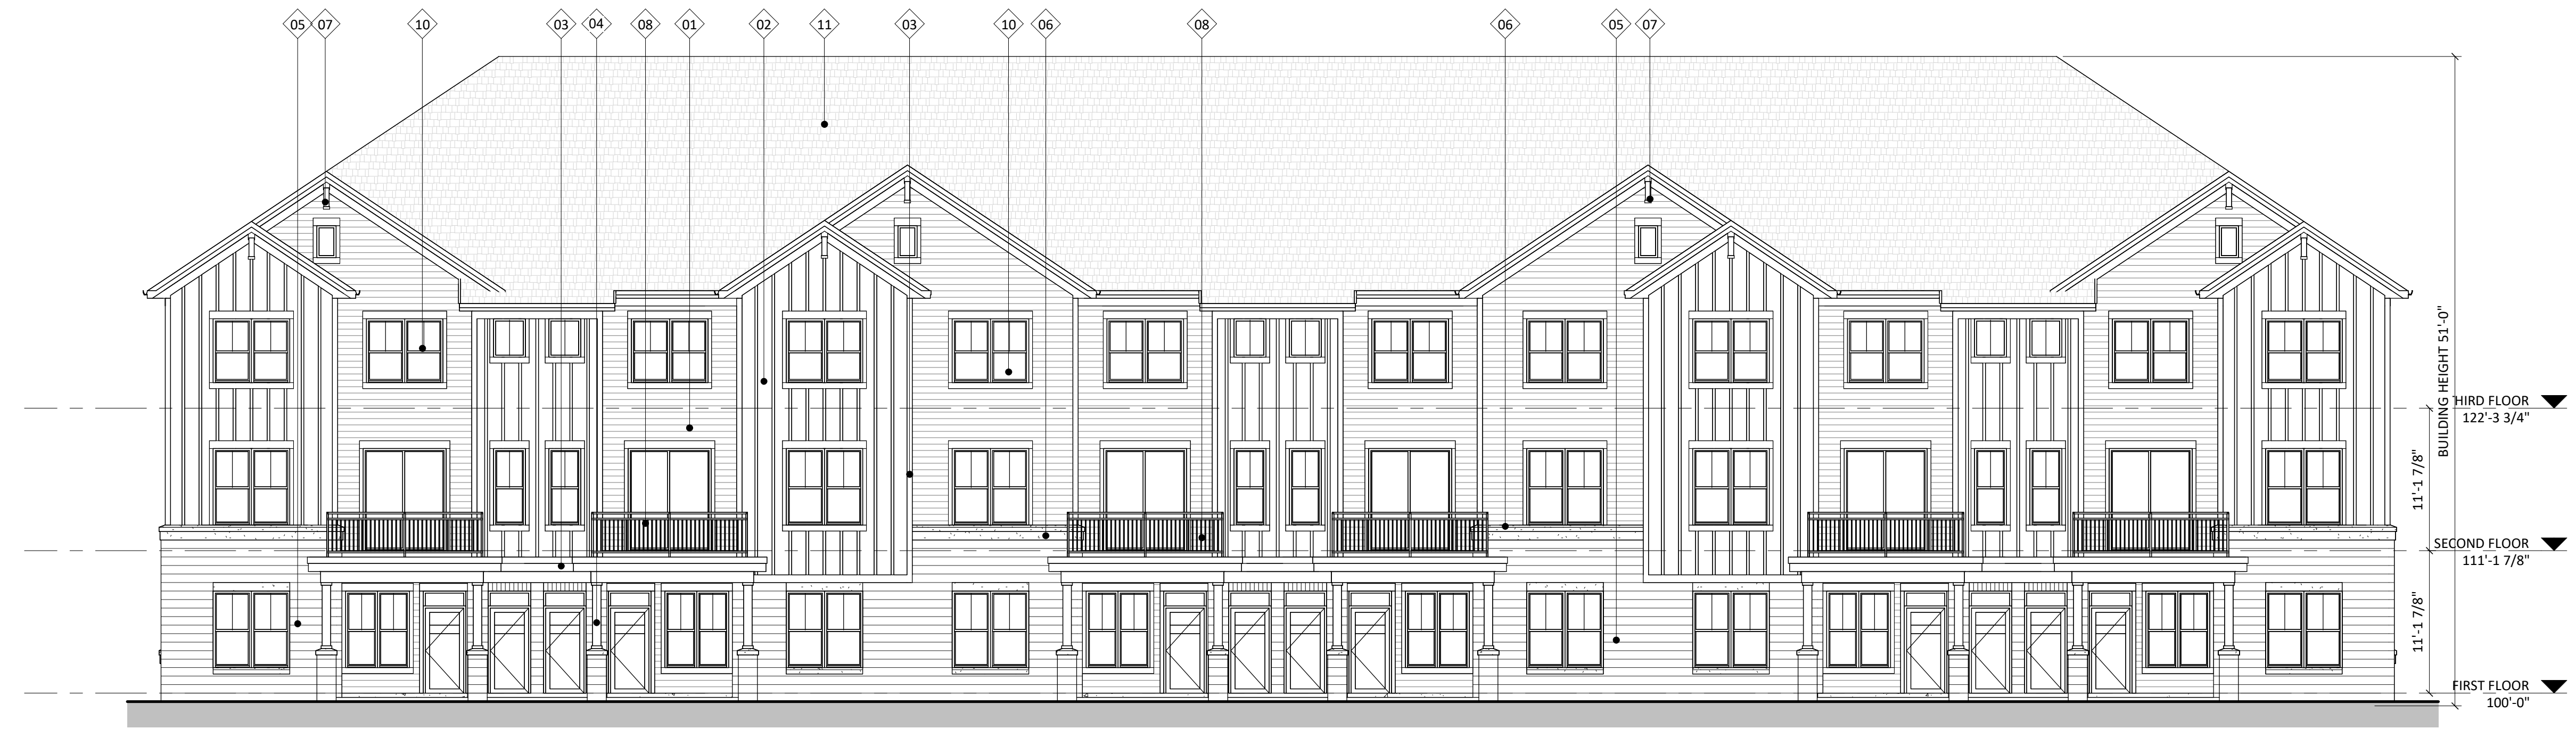 05 07 10 03 04 08 01 02 11 03 10 06 08 06 05 07
BUILDING HEIGHT 51'-0"
THIRD FLOOR
122'-3 3/4"
11'-1 7/8"
SECOND FLOOR
111'-1 7/8"
11'-1 7/8"
FIRST FLOOR
100'-0"